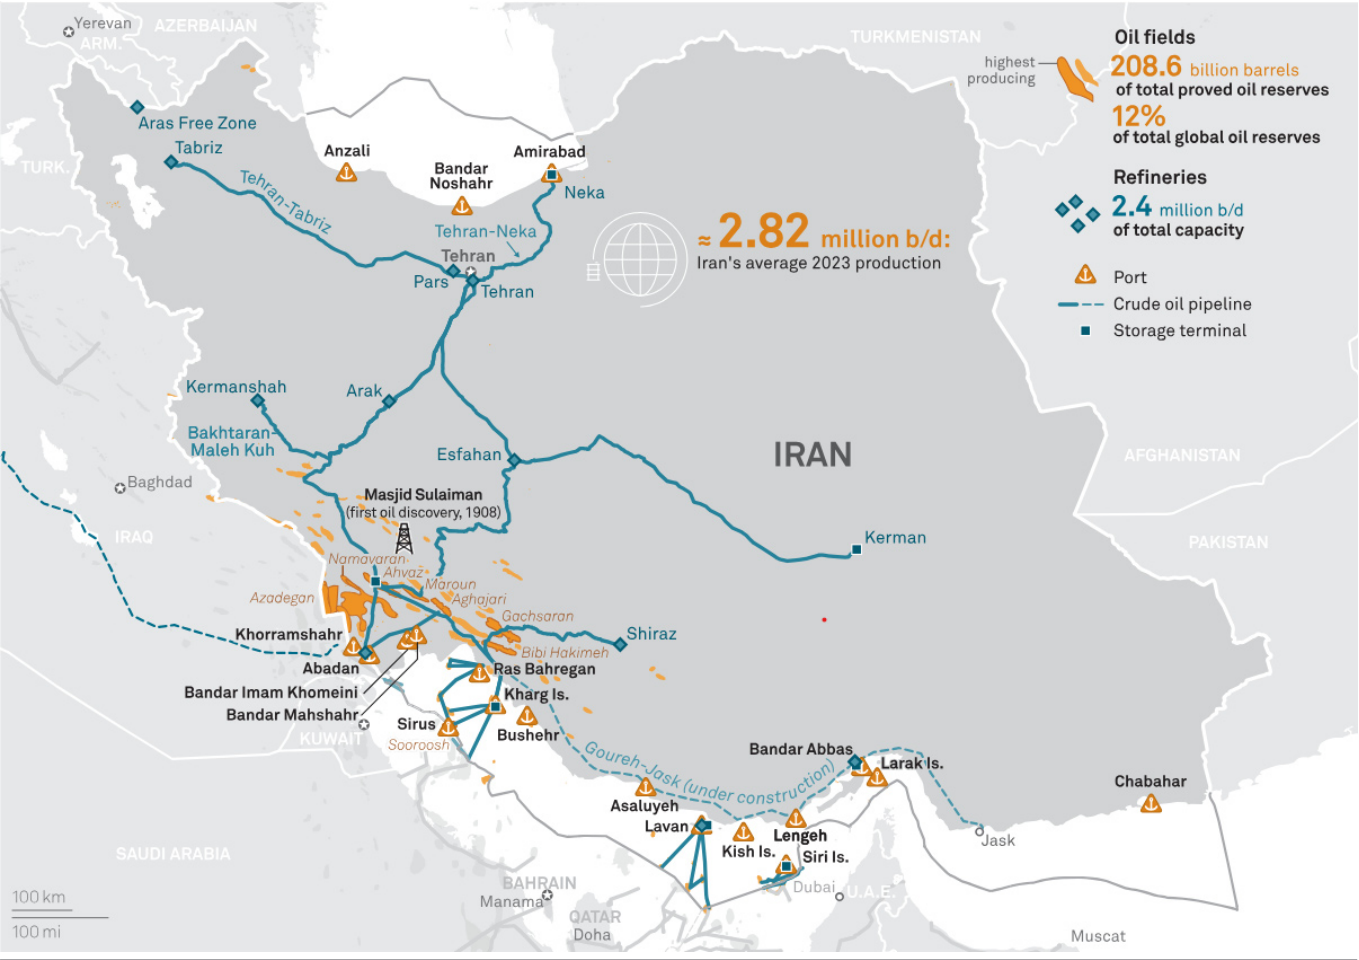 Yerevan
ARM.
AZERBAIJAN
TURKMENISTAN
TURK.
Aras Free Zone
Tabriz
Tehran-Tabriz
Anzali
Bandar
Noshahr
Amirabad
Neka
Tehran-Neka
Tehran
Pars
Tehran
≈ 2.82 million b/d:
Iran's average 2023 production
highest
producing
Oil fields
208.6 billion barrels
of total proved oil reserves
12%
of total global oil reserves
Refineries
2.4 million b/d
of total capacity
Port
Crude oil pipeline
Storage terminal
Kermanshah
Arak
Bakhtaran-
Maleh Kuh
Esfahan
IRAN
AFGHANISTAN
Baghdad
IRAQ
Masjid Sulaiman
(first oil discovery, 1908)
Kerman
PAKISTAN
Namavaran
Ahvaz
Maroun
Azadegan
Aghajari
Gachsaran
Khorramshahr
Shiraz
Bibi Hakimeh
Abadan
Ras Bahregan
Bandar Imam Khomeini
Kharg Is.
Bandar Mahshahr
Sirus
KUWAIT
Sooroosh
Bushehr
Goureh-Jask (under construction)
Bandar Abbas
Larak Is.
Chabahar
Asaluyeh
Lavan
Kish Is.
Lengeh
Siri Is.
Jask
SAUDI ARABIA
BAHRAIN
Manama
Dubai
U.A.E.
QATAR
Doha
Muscat
100 km
100 mi